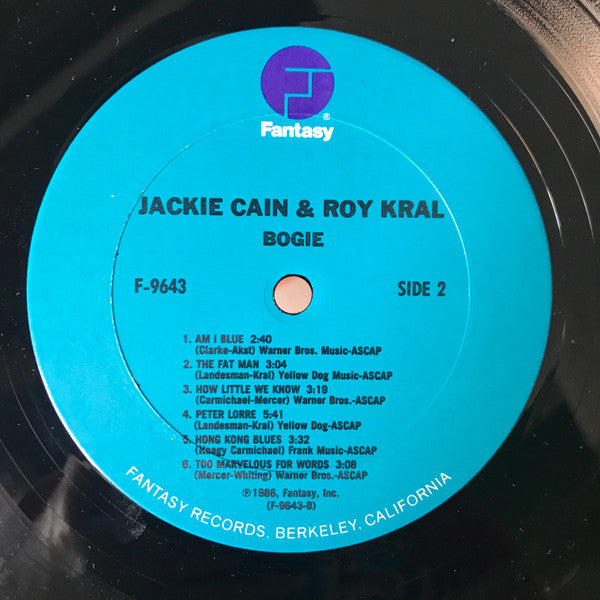 Fantasy
®
JACKIE CAIN & ROY KRAL
BOGIE
F-9643
SIDE 2
1. AM I BLUE 2:40
(Clarke-Akst) Warner Bros. Music-ASCAP
2. THE FAT MAN 3:04
(Landesman-Kral) Yellow Dog Music-ASCAP
3. HOW LITTLE WE KNOW 3:19
(Carmichael-Mercer) Warner Bros.-ASCAP
4. PETER LORRE 5:41
(Landesman-Kral) Yellow Dog-ASCAP
5. HONG KONG BLUES 3:32
(Hoagy Carmichael) Frank Music-ASCAP
6. TOO MARVELOUS FOR WORDS 3:08
(Mercer-Whiting) Warner Bros.-ASCAP
℗1986, Fantasy, Inc.
(F-9643-B)
FANTASY RECORDS, BERKELEY, CALIFORNIA